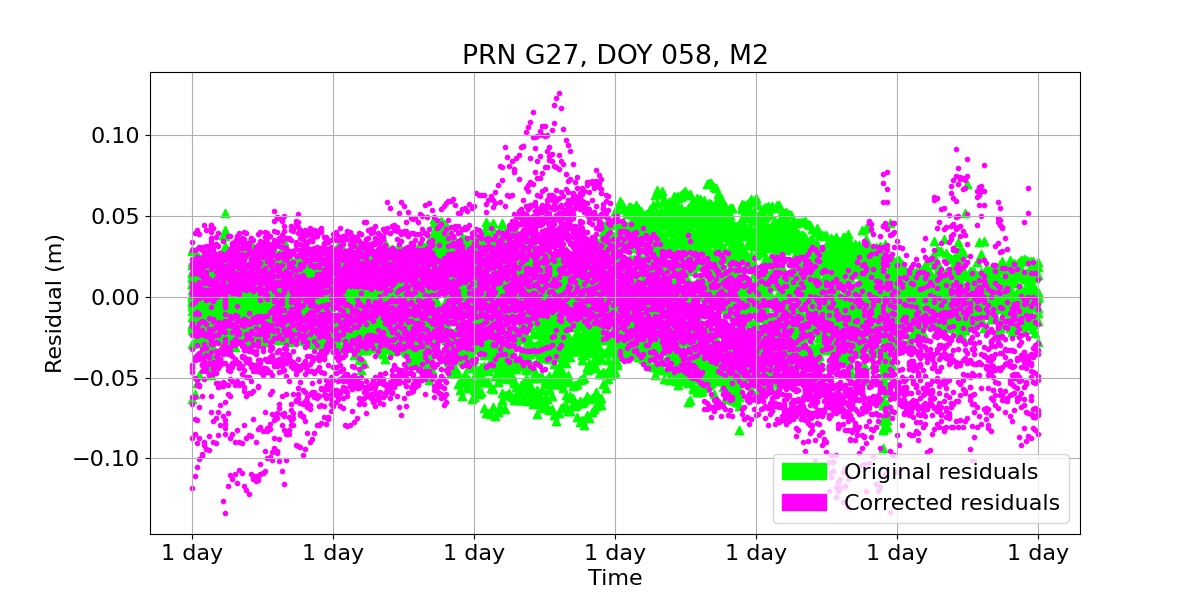 PRN G27, DOY 058, M2
Residual (m)
0.10
0.05
0.00
−0.05
−0.10
Original residuals
Corrected residuals
1 day 1 day 1 day 1 day 1 day 1 day 1 day
Time